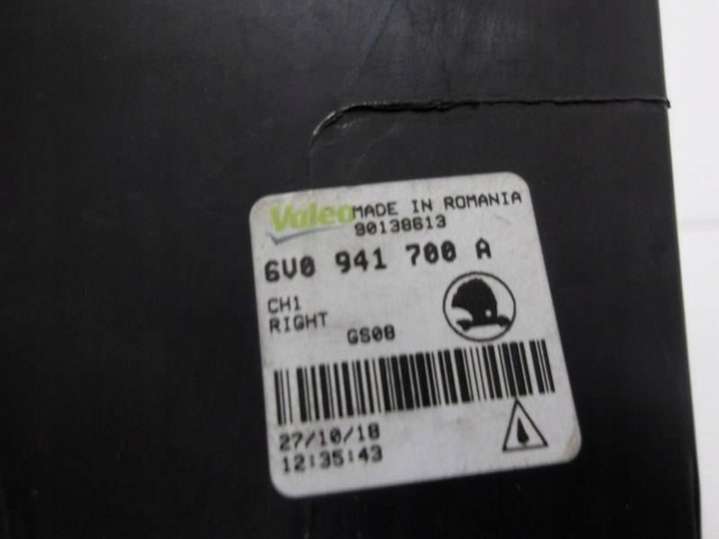 Valeo MADE IN ROMANIA
90138613
6V0 941 700 A
CH1
RIGHT
GS08
27/10/18
12:35:43